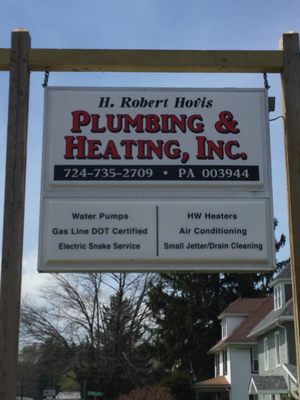 H. Robert Hovis
PLUMBING &
HEATING, INC.
724-735-2709 • PA 003944
Water Pumps
Gas Line DOT Certified
Electric Snake Service
HW Heaters
Air Conditioning
Small Jetter/Drain Cleaning